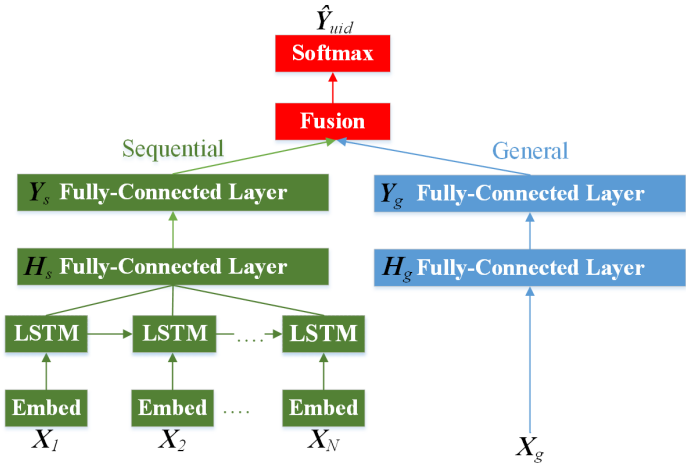 Ŷuid
Softmax
Fusion
Sequential General
Ys Fully-Connected Layer Yg Fully-Connected Layer
Hs Fully-Connected Layer Hg Fully-Connected Layer
LSTM LSTM .... LSTM
Embed Embed .... Embed
X1 X2 XN Xg